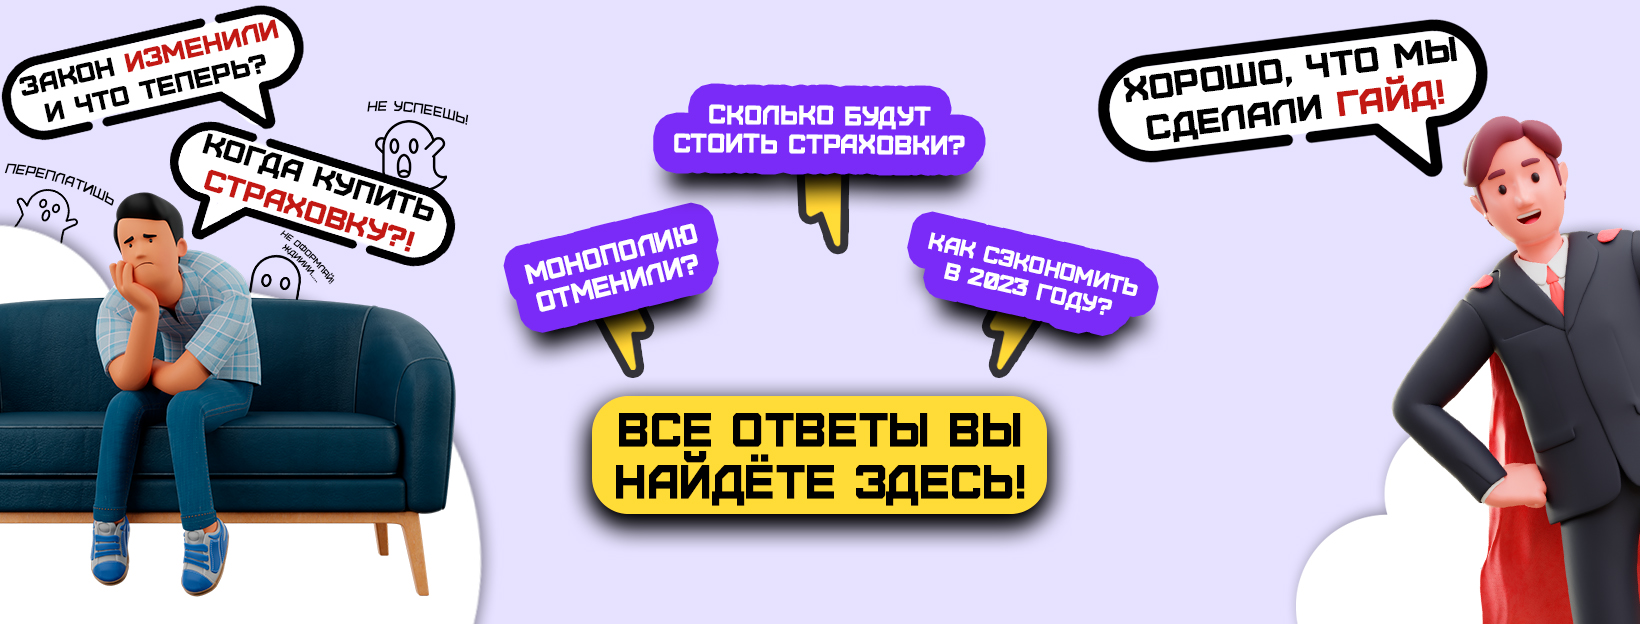 ЗАКОН ИЗМЕНИЛИ
И ЧТО ТЕПЕРЬ?
НЕ УСПЕЕШЬ!
КОГДА КУПИТЬ
СТРАХОВКУ?!
ПЕРЕПЛАТИШЬ
НЕ ОФОРМЛЯЙ!
ЖДИИИИ....
СКОЛЬКО БУДУТ
СТОИТЬ СТРАХОВКИ?
МОНОПОЛИЮ
ОТМЕНИЛИ?
КАК СЭКОНОМИТЬ
В 2023 ГОДУ?
ВСЕ ОТВЕТЫ ВЫ
НАЙДЁТЕ ЗДЕСЬ!
ХОРОШО, ЧТО МЫ
СДЕЛАЛИ ГАЙД!